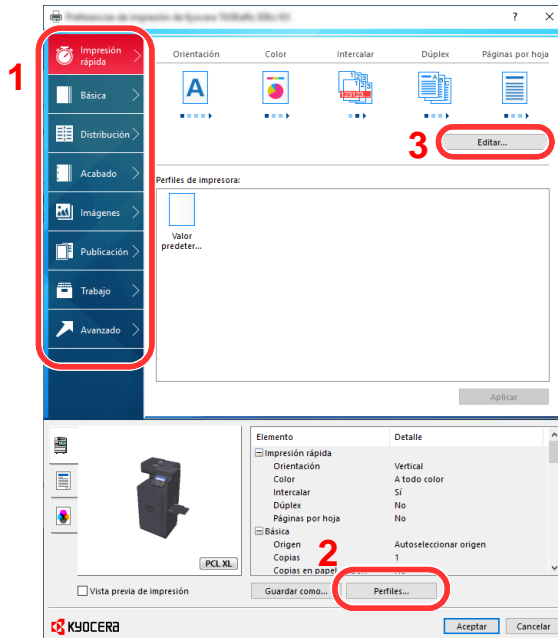 ? ×
1
Impresión
rápida
Básica
Distribución
Acabado
Imágenes
Publicación
Trabajo
Avanzado
Orientación Color Intercalar Dúplex Páginas por hoja
A
123
123
123123
A
3
Editar...
Perfiles de impresora:
Valor
predeter...
Aplicar
Elemento Detalle
Impresión rápida
Orientación Vertical
Color A todo color
Intercalar Sí
Dúplex No
Páginas por hoja No
Básica
Origen Autoseleccionar origen
Copias 1
PCL XL
2
Vista previa de impresión
Guardar como... Perfiles...
KYOCERA
Aceptar Cancelar